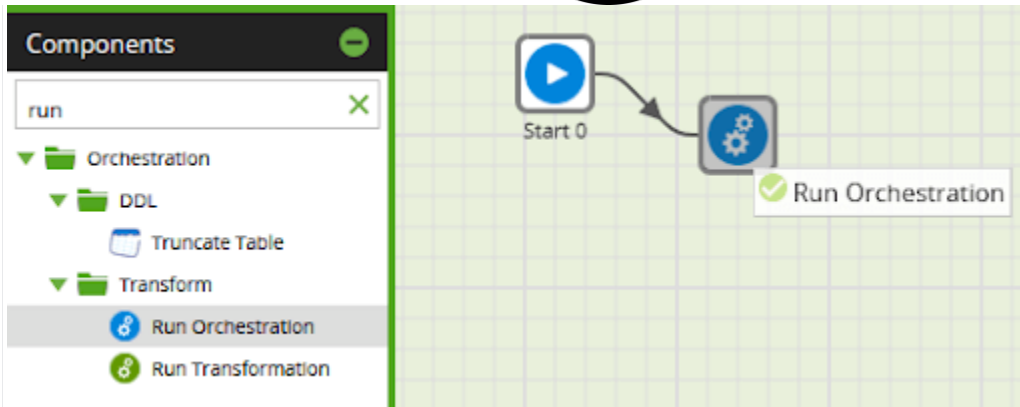 Components
run
Orchestration
DDL
Truncate Table
Transform
Run Orchestration
Run Transformation
Start 0
Run Orchestration